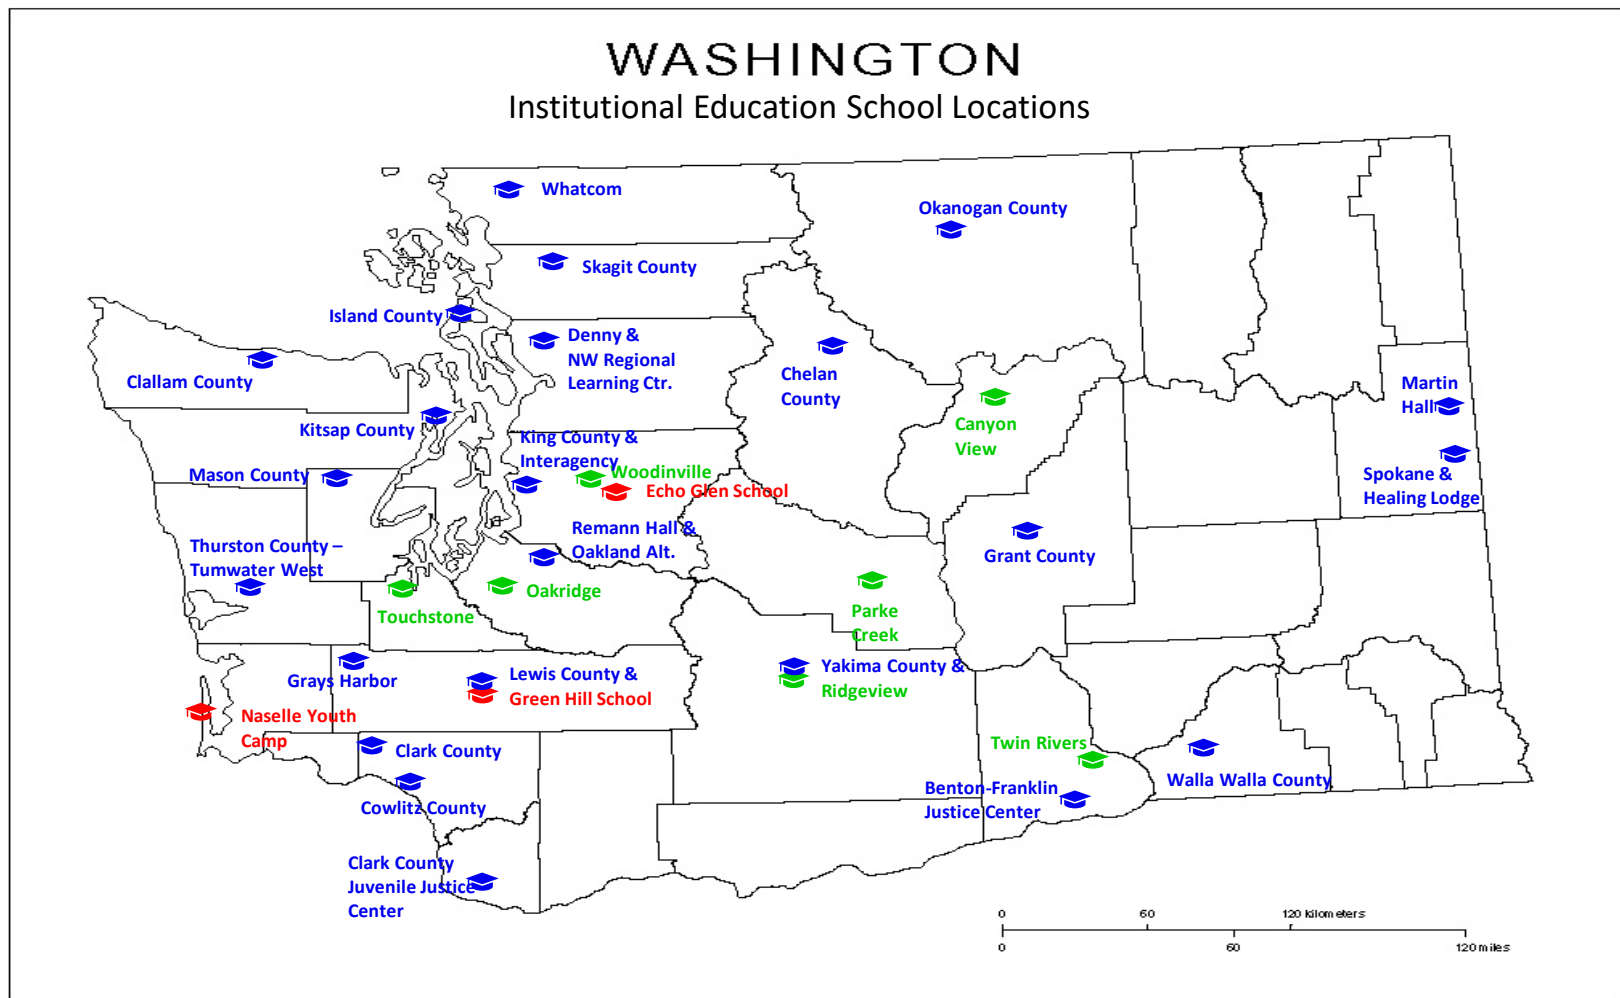 WASHINGTON
Institutional Education School Locations
Whatcom
Okanogan County
Skagit County
Island County
Denny &
NW Regional
Learning Ctr.
Clallam County
Chelan
County
Martin
Hall
Canyon
View
Kitsap County
King County &
Interagency
Mason County
Woodinville
Echo Glen School
Spokane &
Healing Lodge
Remann Hall &
Oakland Alt.
Thurston County –
Tumwater West
Grant County
Oakridge
Touchstone
Parke
Creek
Grays Harbor
Lewis County &
Green Hill School
Yakima County &
Ridgeview
Naselle Youth
Camp
Clark County
Twin Rivers
Cowlitz County
Benton-Franklin
Justice Center
Walla Walla County
Clark County
Juvenile Justice
Center
0 60 120 kilometers
0 60 120 miles